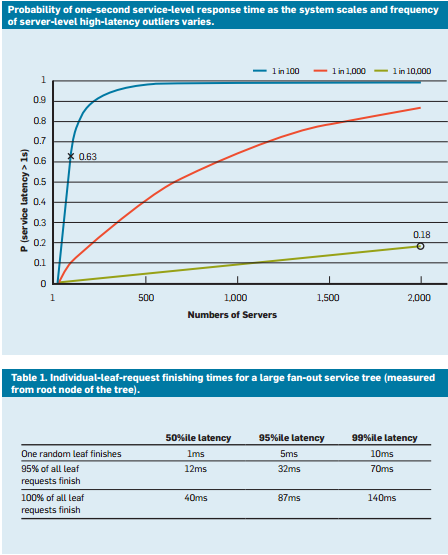 Probability of one-second service-level response time as the system scales and frequency
of server-level high-latency outliers varies.
1 in 100 1 in 1,000 1 in 10,000
1
0.9
0.8
0.7
0.6
0.5
0.4
0.3
0.2
0.1
0
P (service latency > 1s)
0.63
0.18
1 500 1,000 1,500 2,000
Numbers of Servers
Table 1. Individual-leaf-request finishing times for a large fan-out service tree (measured
from root node of the tree).
50%ile latency 95%ile latency 99%ile latency
One random leaf finishes 1ms 5ms 10ms
95% of all leaf 12ms 32ms 70ms
requests finish
100% of all leaf 40ms 87ms 140ms
requests finish